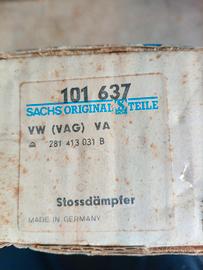 101 637
SACHS ORIGINAL S TEILE
VW (VAG) VA
≙ 281 413 031 B
Stossdämpfer
MADE IN GERMANY